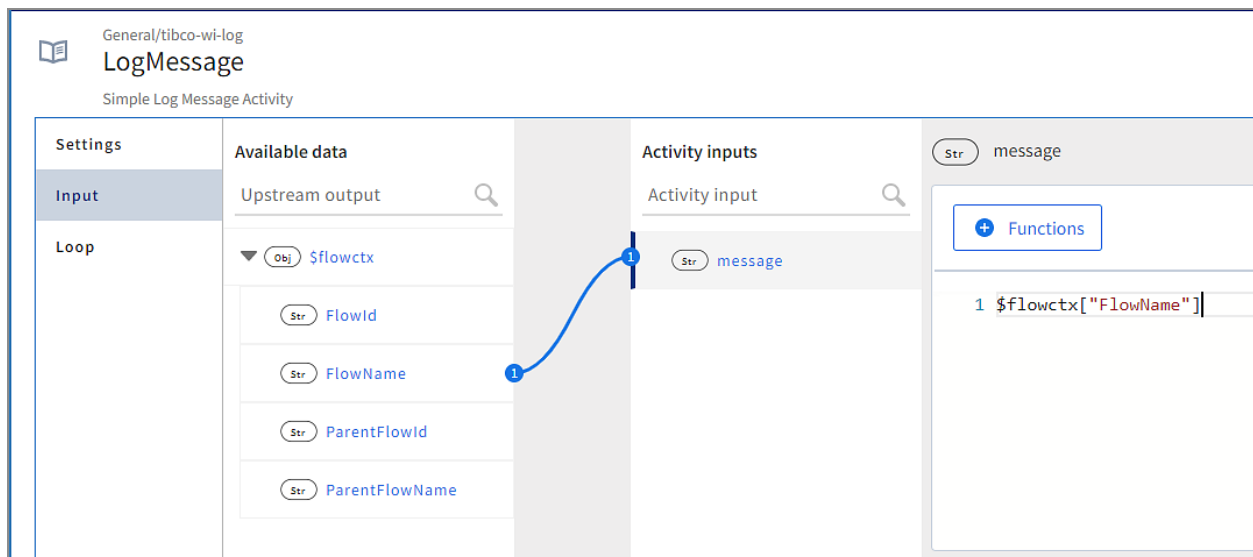 General/tibco-wi-log
LogMessage
Simple Log Message Activity
Settings
Input
Loop
Available data
Upstream output
Obj $flowctx
Str FlowId
Str FlowName 1
Str ParentFlowId
Str ParentFlowName
Activity inputs
Activity input
1 Str message
Str message
Functions
1 $flowctx["FlowName"]